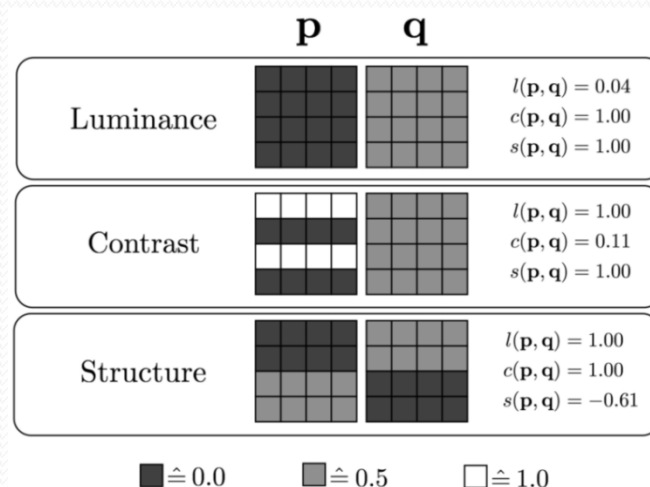 p q
Luminance
l(p, q) = 0.04
c(p, q) = 1.00
s(p, q) = 1.00
Contrast
l(p, q) = 1.00
c(p, q) = 0.11
s(p, q) = 1.00
Structure
l(p, q) = 1.00
c(p, q) = 1.00
s(p, q) = −0.61
≙ 0.0 ≙ 0.5 ≙ 1.0